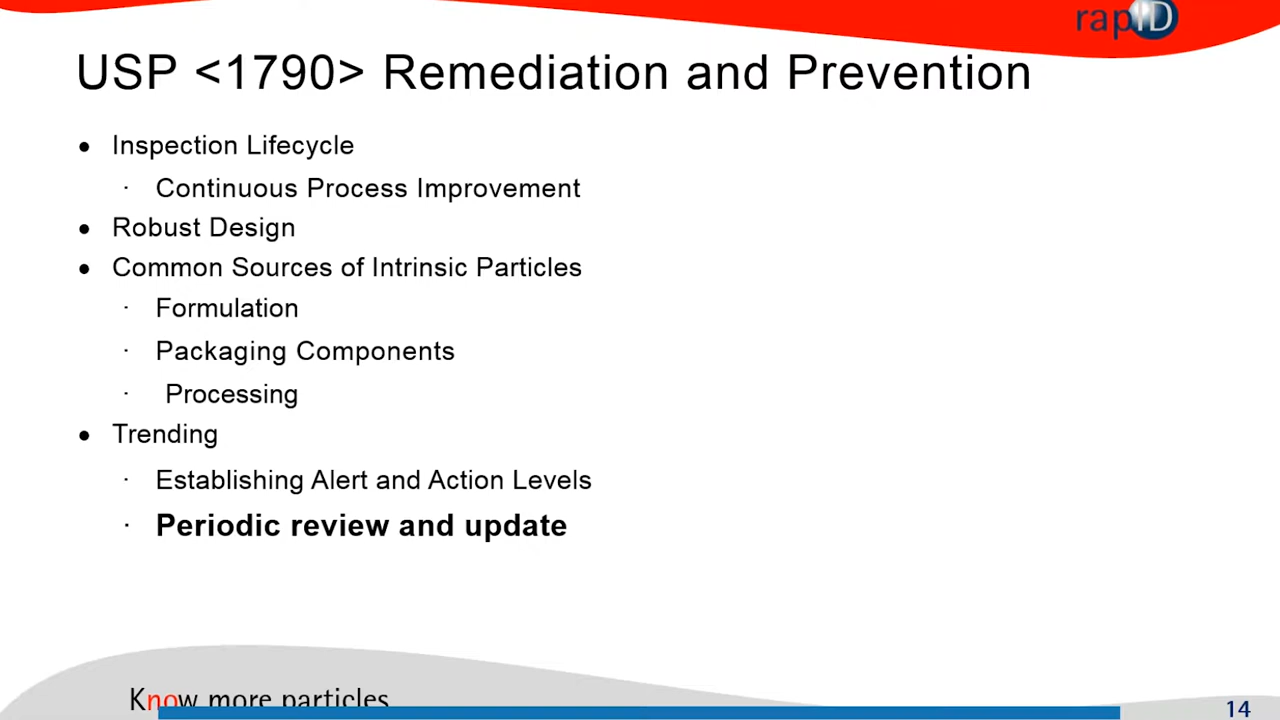 rapID
USP <1790> Remediation and Prevention
• Inspection Lifecycle
· Continuous Process Improvement
• Robust Design
• Common Sources of Intrinsic Particles
· Formulation
· Packaging Components
· Processing
• Trending
· Establishing Alert and Action Levels
· Periodic review and update
Know more particles
14